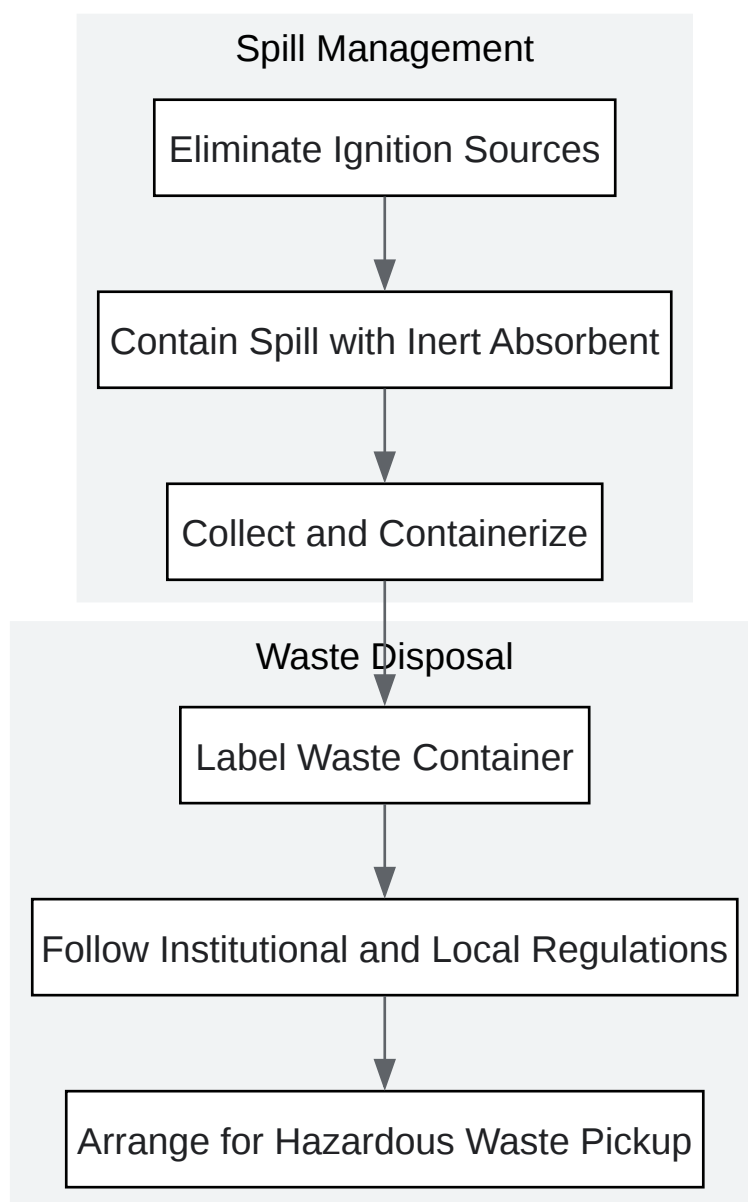 Spill Management
Eliminate Ignition Sources
Contain Spill with Inert Absorbent
Collect and Containerize
Waste Disposal
Label Waste Container
Follow Institutional and Local Regulations
Arrange for Hazardous Waste Pickup